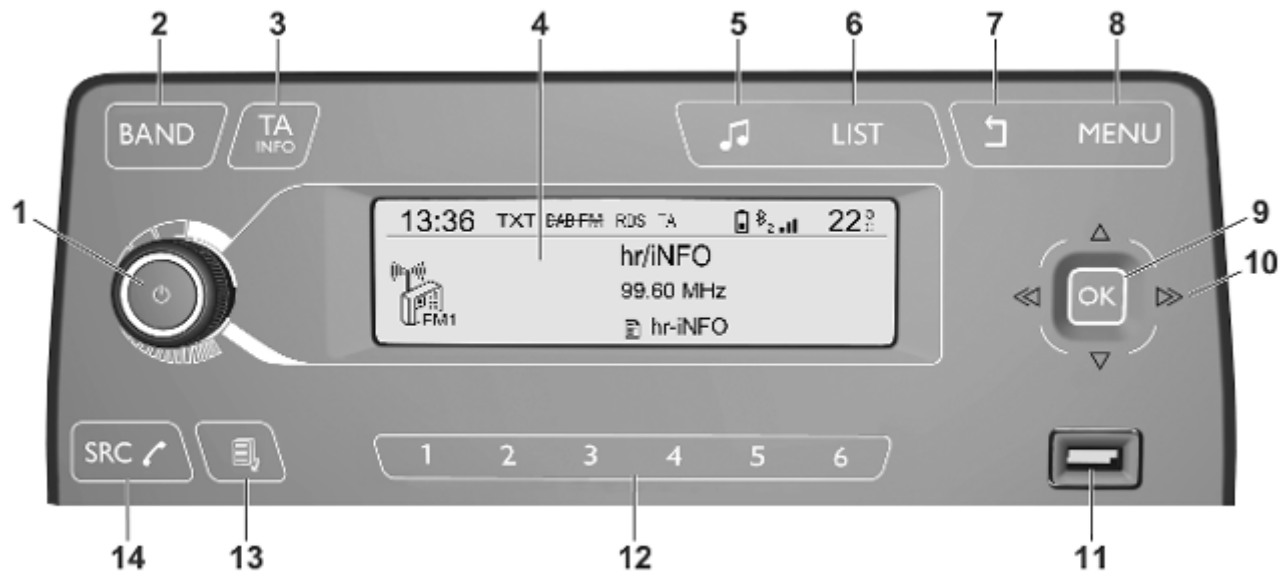 2 3 4 5 6 7 8
BAND TA INFO LIST MENU
1
13:36 TXT DAB-FM RDS TA 2 22
hr/iNFO
99.60 MHz
FM1 hr-iNFO
9
OK
10
SRC 1 2 3 4 5 6
14 13 12 11